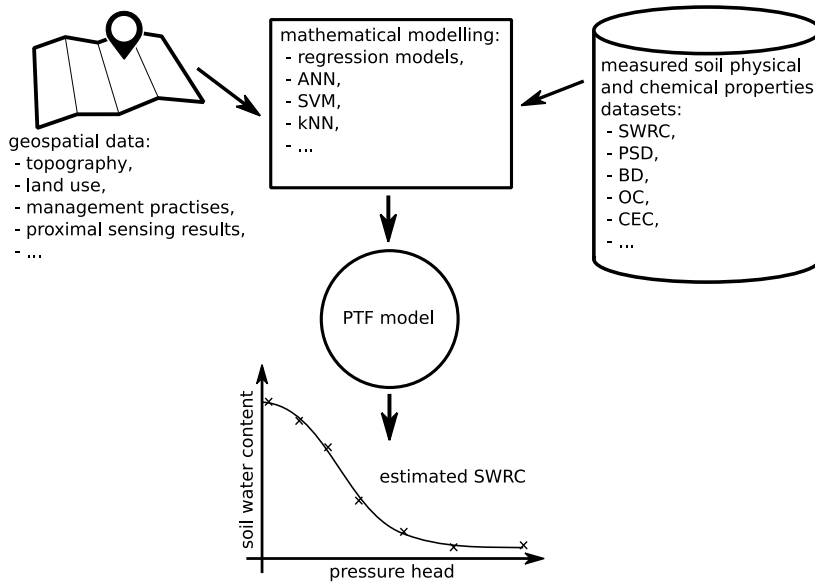 geospatial data:
- topography,
- land use,
- management practises,
- proximal sensing results,
- ...
mathematical modelling:
- regression models,
- ANN,
- SVM,
- kNN,
- ...
measured soil physical
and chemical properties
datasets:
- SWRC,
- PSD,
- BD,
- OC,
- CEC,
- ...
PTF model
estimated SWRC
soil water content
pressure head